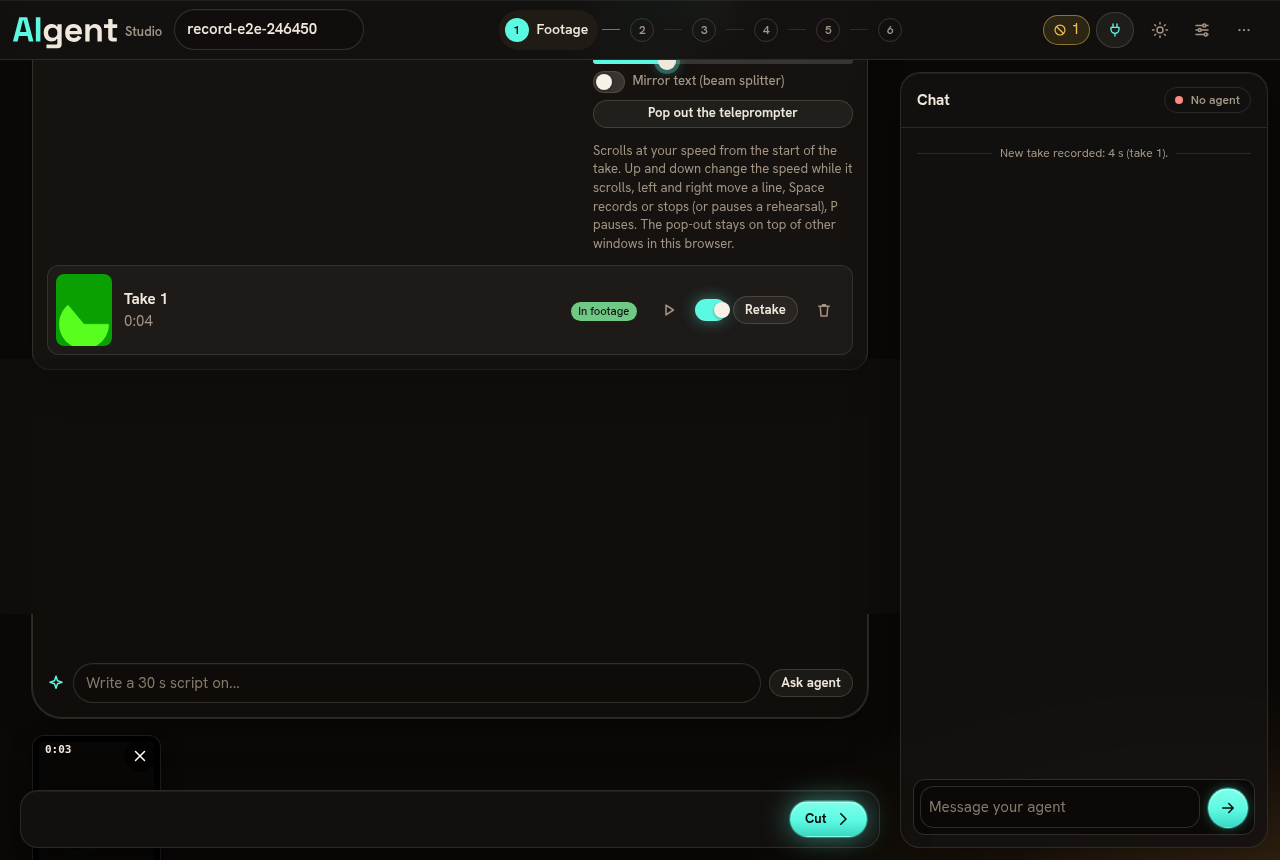 AIgent Studio
record-e2e-246450
1 Footage
2
3
4
5
6
1
Mirror text (beam splitter)
Pop out the teleprompter
Scrolls at your speed from the start of the
take. Up and down change the speed while it
scrolls, left and right move a line, Space
records or stops (or pauses a rehearsal), P
pauses. The pop-out stays on top of other
windows in this browser.
Take 1
0:04
In footage
Retake
Write a 30 s script on...
Ask agent
0:03
Cut
Chat
No agent
New take recorded: 4 s (take 1).
Message your agent